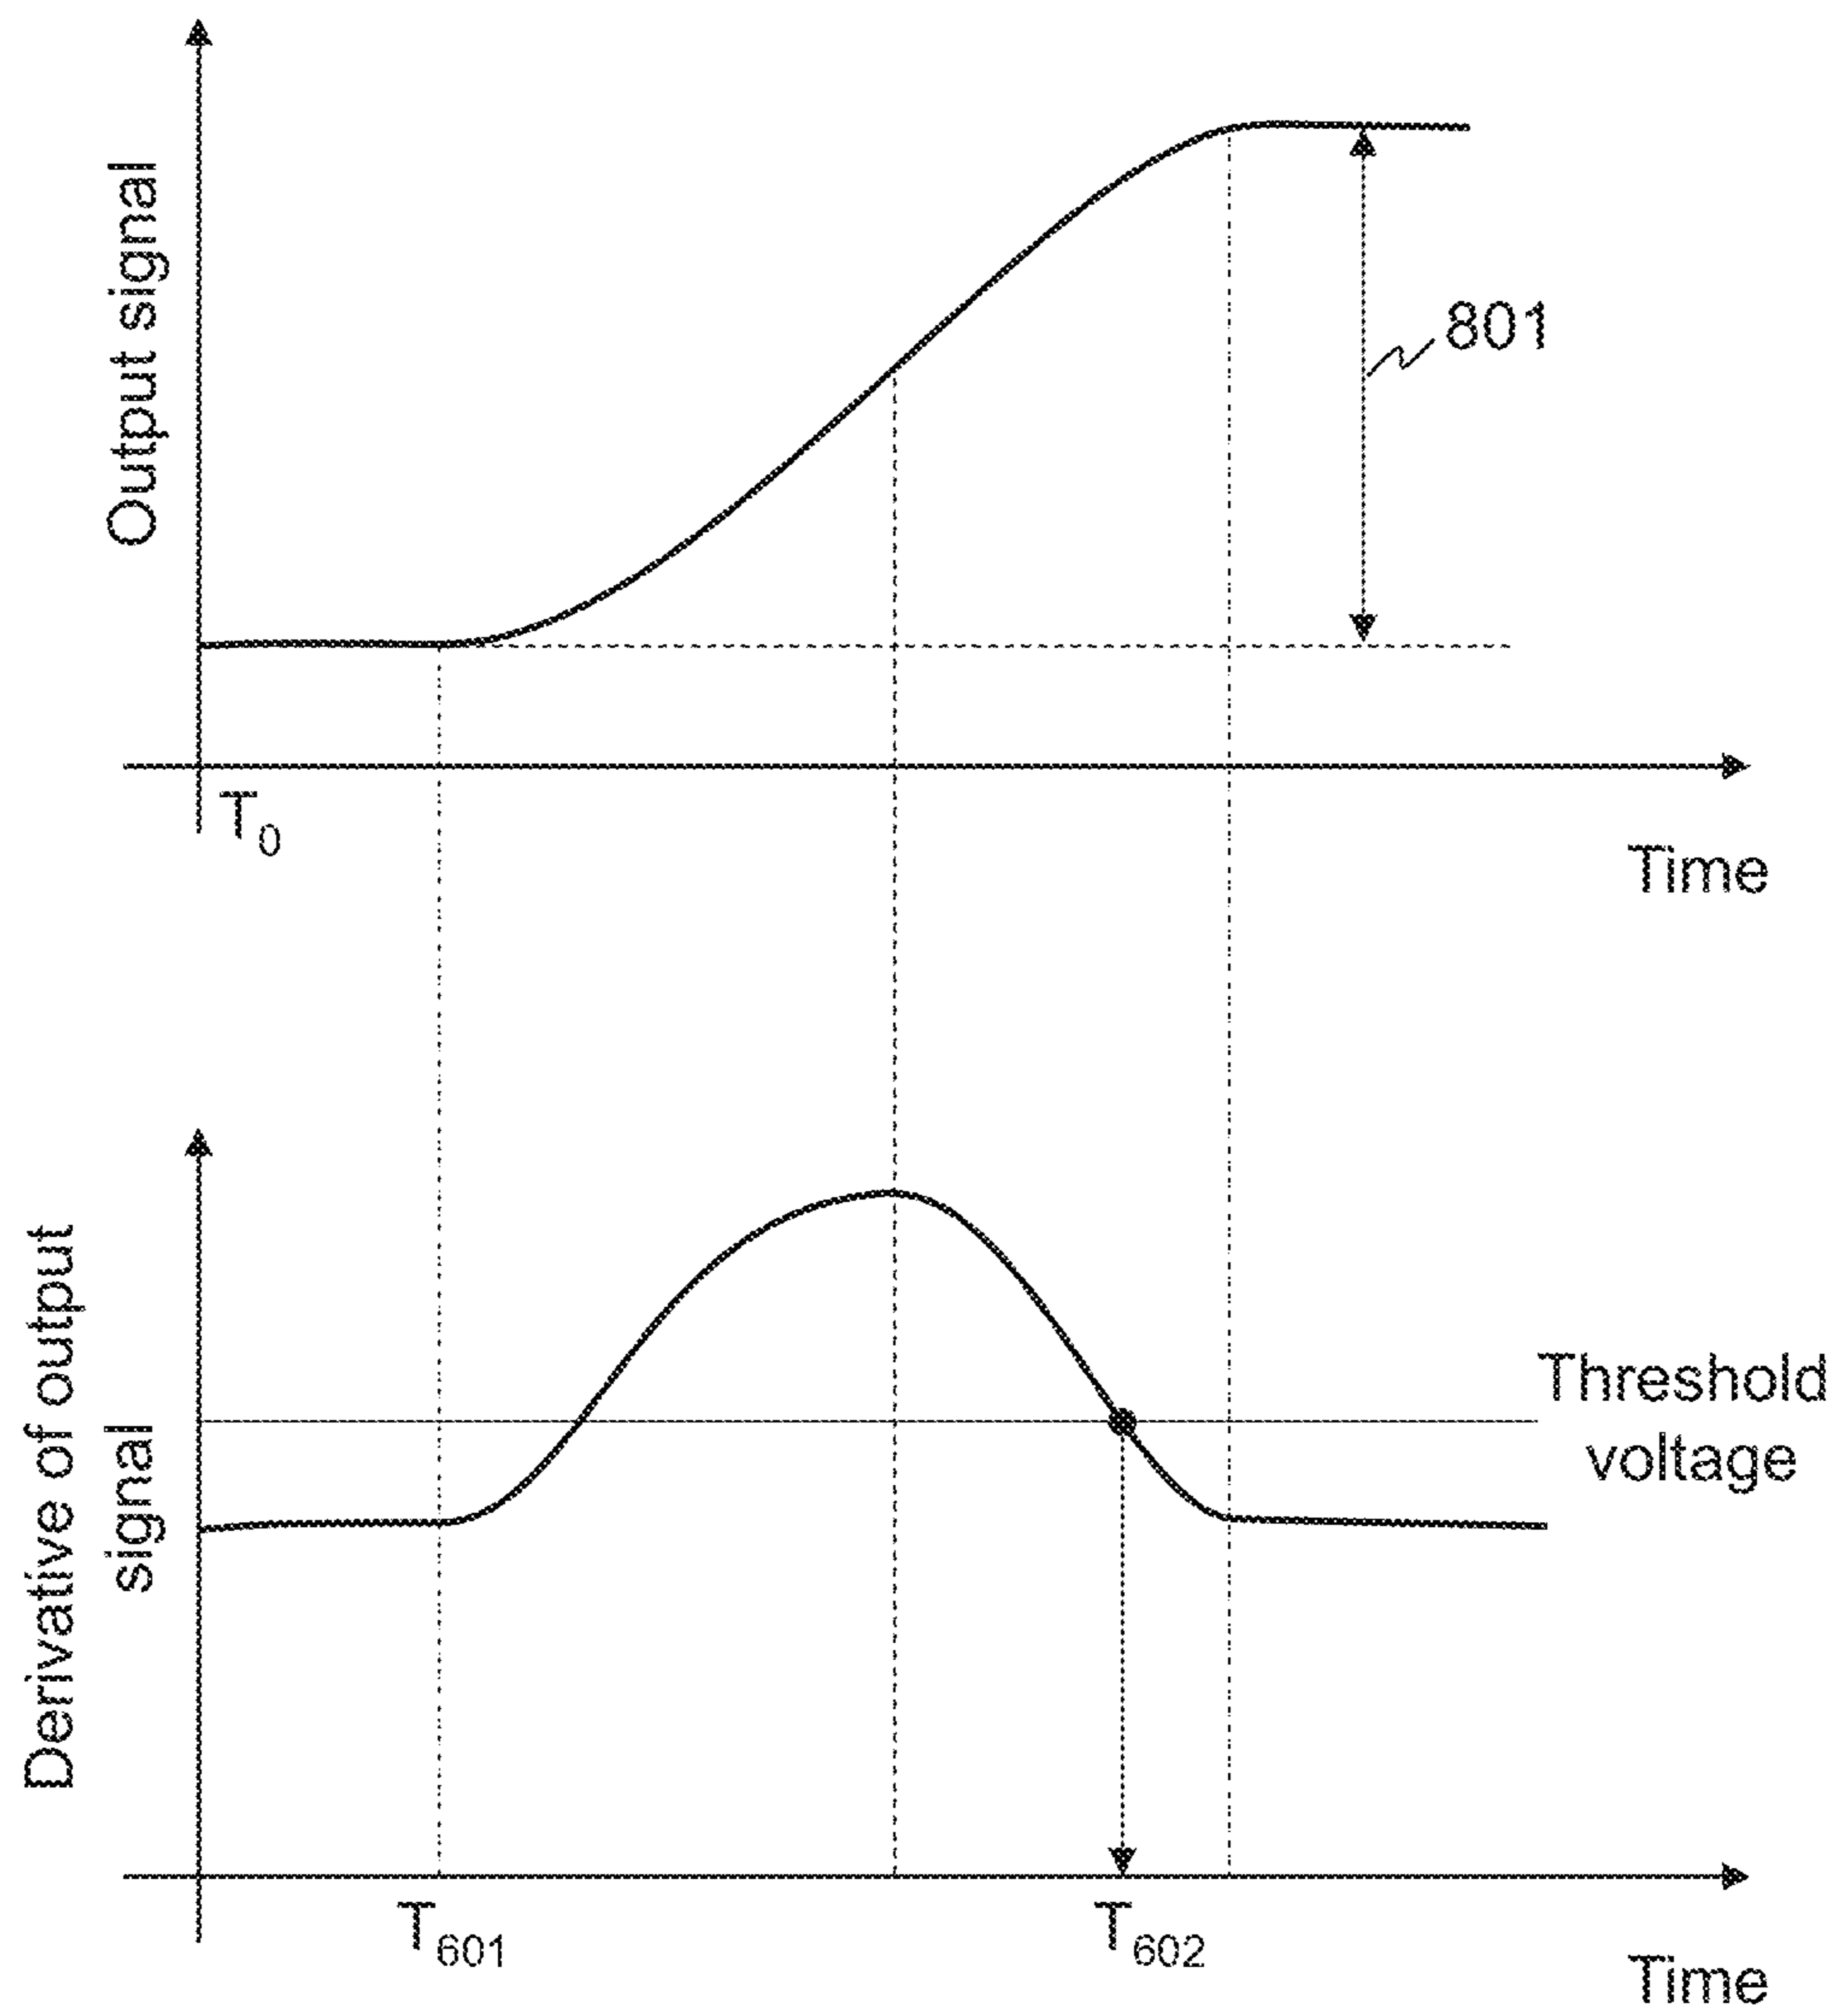 Output signal
801
T0
Time
Derivative of output
signal
Threshold
voltage
T601
T602
Time